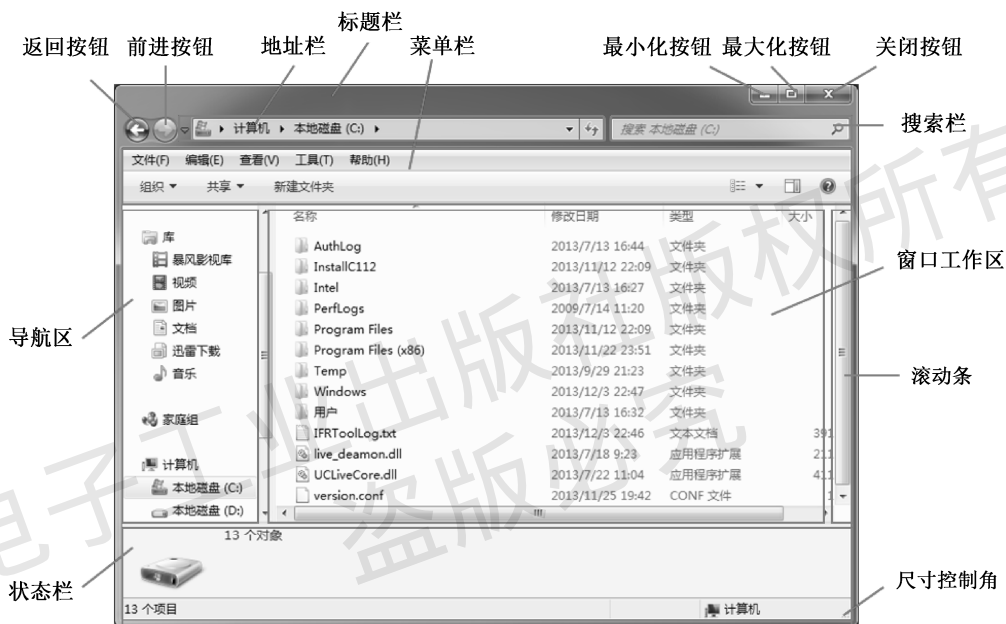 标题栏
返回按钮 前进按钮 地址栏 菜单栏 最小化按钮 最大化按钮 关闭按钮
计算机 本地磁盘 (C:) 搜索 本地磁盘 (C:)
搜索栏
文件(F) 编辑(E) 查看(V) 工具(T) 帮助(H)
组织 共享 新建文件夹
名称 修改日期 类型 大小
库
暴风影视库
视频
图片
文档
迅雷下载
音乐
家庭组
计算机
本地磁盘 (C:)
本地磁盘 (D:)
AuthLog 2013/7/13 16:44 文件夹
InstallC112 2013/11/12 22:09 文件夹
Intel 2013/7/13 16:27 文件夹
PerfLogs 2009/7/14 11:20 文件夹
Program Files 2013/11/12 22:09 文件夹
Program Files (x86) 2013/11/22 23:51 文件夹
Temp 2013/9/29 21:23 文件夹
Windows 2013/12/3 22:47 文件夹
用户 2013/7/13 16:32 文件夹
IFRToolLog.txt 2013/12/3 22:46 文本文档 391
live_deamon.dll 2013/7/18 9:23 应用程序扩展 211
UCLiveCore.dll 2013/7/22 11:04 应用程序扩展 411
version.conf 2013/11/25 19:42 CONF 文件 1
窗口工作区
导航区
滚动条
13 个对象
状态栏
尺寸控制角
13 个项目 计算机
电子工业出版社版权所有
盗版必究